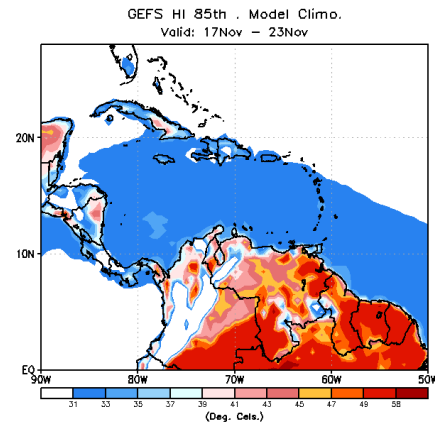 GEFS HI 85th . Model Climo.
Valid: 17Nov – 23Nov
20N
10N
EQ
90W 80W 70W 60W 50W
31 33 35 37 39 41 43 45 47 49 58
(Deg. Cels.)